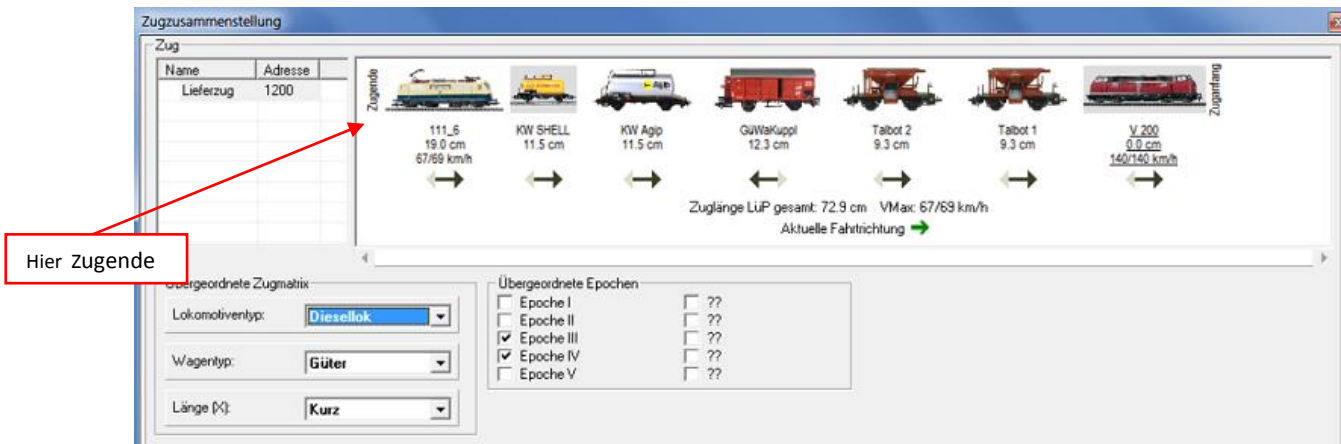 Zugzusammenstellung
Zug
Name Adresse
Lieferzug 1200
Zugende
Zuganfang
111_6 KW SHELL KW Agip GüWaKuppl Talbot 2 Talbot 1 V 200
19.0 cm 11.5 cm 11.5 cm 12.3 cm 9.3 cm 9.3 cm 0.0 cm
67/69 km/h 140/140 km/h
Zuglänge LüP gesamt: 72.9 cm VMax: 67/69 km/h
Aktuelle Fahrtrichtung
Hier Zugende
Übergeordnete Zugmatrix
Lokomotiventyp: Diesellok
Wagentyp: Güter
Länge (X): Kurz
Übergeordnete Epochen
Epoche I ??
Epoche II ??
Epoche III ??
Epoche IV ??
Epoche V ??